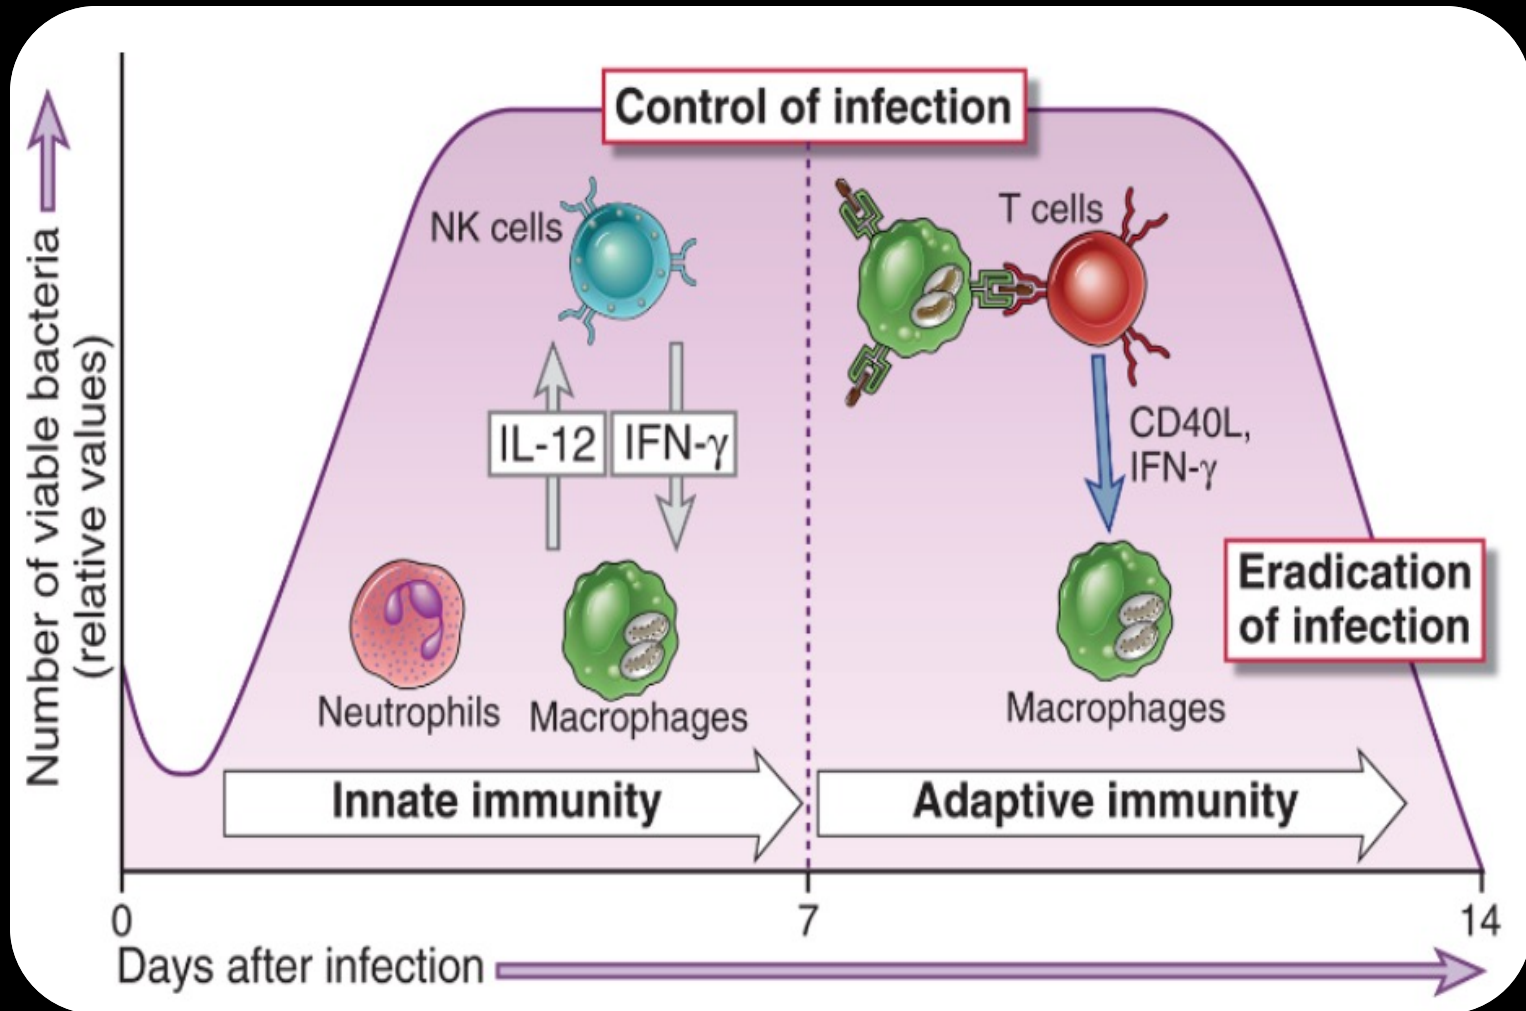 Number of viable bacteria
(relative values)
Control of infection
NK cells
T cells
IL-12
IFN-γ
CD40L,
IFN-γ
Neutrophils
Macrophages
Macrophages
Eradication
of infection
Innate immunity
Adaptive immunity
0
7
14
Days after infection